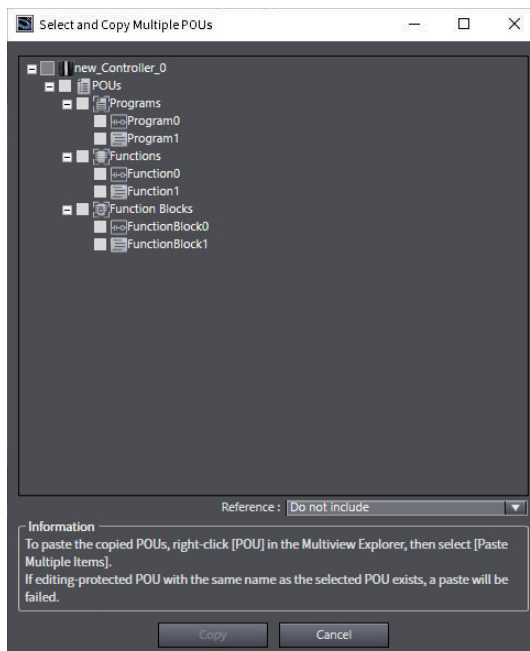 Select and Copy Multiple POUs
new_Controller_0
POUs
Programs
Program0
Program1
Functions
Function0
Function1
Function Blocks
FunctionBlock0
FunctionBlock1
Reference : Do not include
Information
To paste the copied POUs, right-click [POU] in the Multiview Explorer, then select [Paste
Multiple Items].
If editing-protected POU with the same name as the selected POU exists, a paste will be
failed.
Copy Cancel